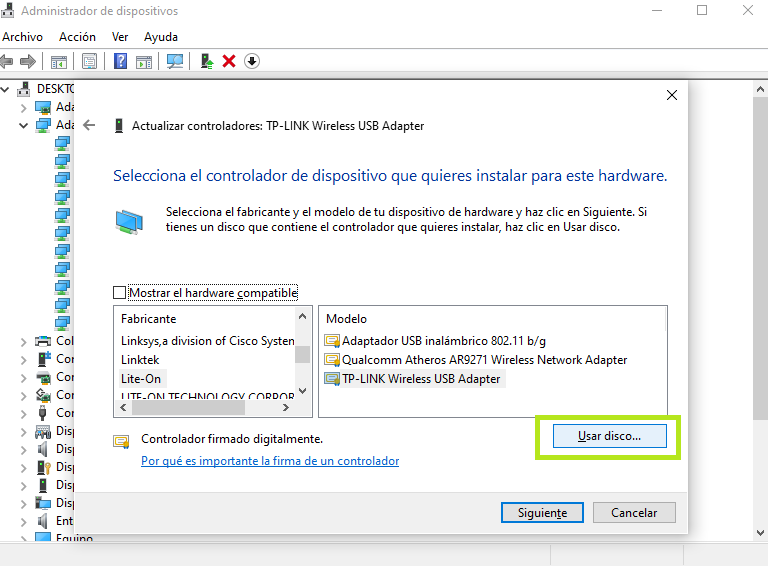 Administrador de dispositivos
Archivo Acción Ver Ayuda
DESKTO
Ada
Ada
Actualizar controladores: TP-LINK Wireless USB Adapter
Selecciona el controlador de dispositivo que quieres instalar para este hardware.
Selecciona el fabricante y el modelo de tu dispositivo de hardware y haz clic en Siguiente. Si
tienes un disco que contiene el controlador que quieres instalar, haz clic en Usar disco.
Mostrar el hardware compatible
Fabricante
Linksys,a division of Cisco System
Linktek
Lite-On
LITE-ON TECHNOLOGY CORPOR
Modelo
Adaptador USB inalámbrico 802.11 b/g
Qualcomm Atheros AR9271 Wireless Network Adapter
TP-LINK Wireless USB Adapter
Controlador firmado digitalmente.
Por qué es importante la firma de un controlador
Usar disco...
Siguiente Cancelar
Col
Con
Con
Con
Con
Disp
Disp
Disp
Disp
Disp
Ent
Equipo